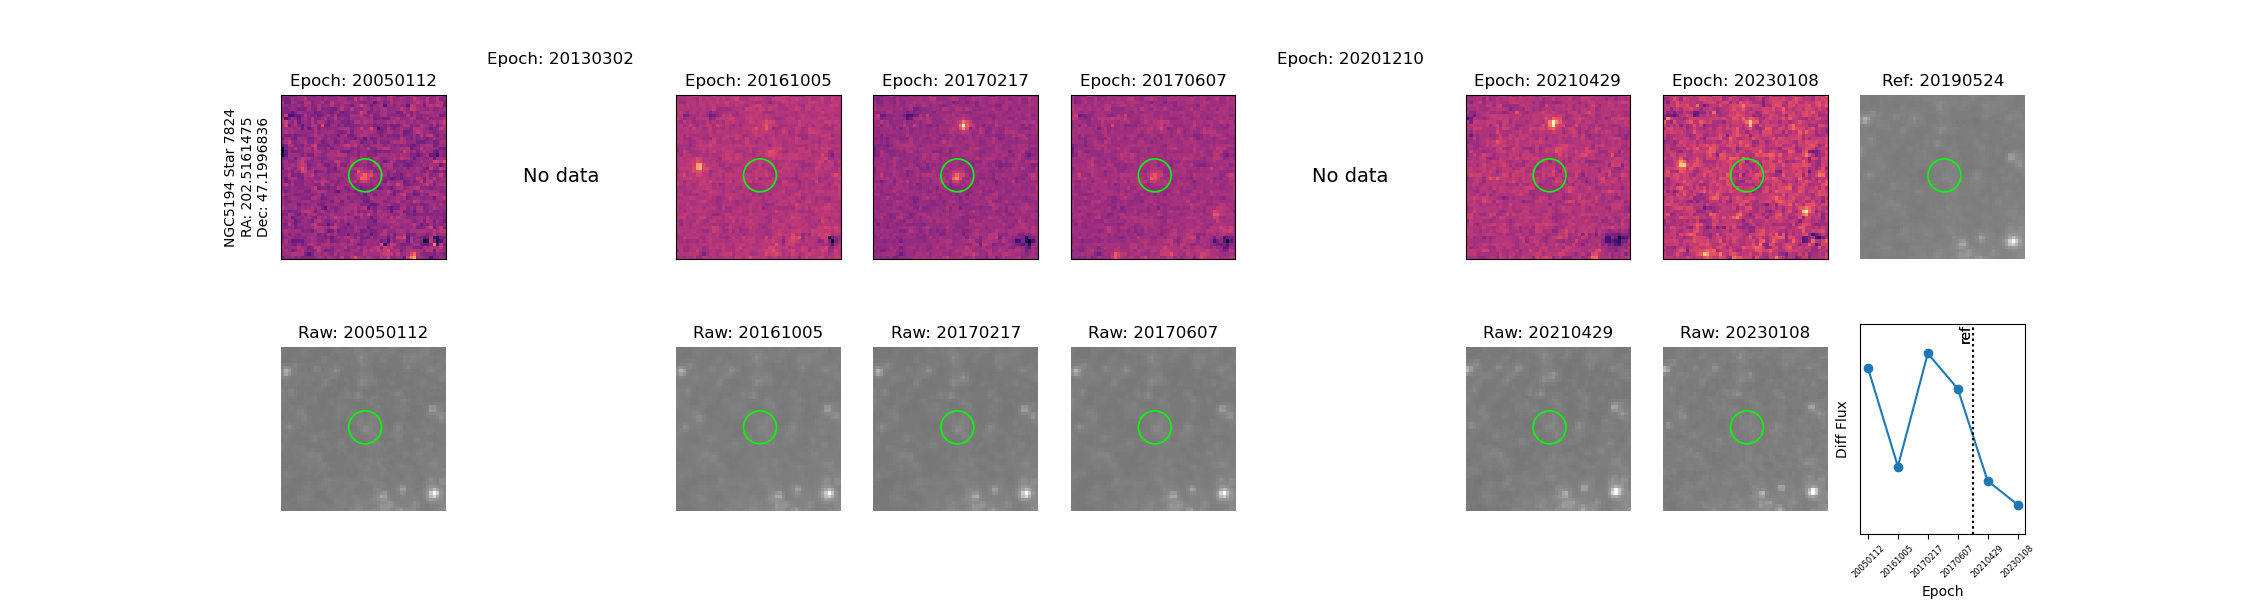 Epoch: 20130302
Epoch: 20201210
Epoch: 20050112
Epoch: 20161005
Epoch: 20170217
Epoch: 20170607
Epoch: 20210429
Epoch: 20230108
Ref: 20190524
NGC5194 Star 7824
RA: 202.5161475
Dec: 47.1996836
No data
No data
Raw: 20050112
Raw: 20161005
Raw: 20170217
Raw: 20170607
Raw: 20210429
Raw: 20230108
ref
Diff Flux
20050112
20161005
20170217
20170607
20210429
20230108
Epoch